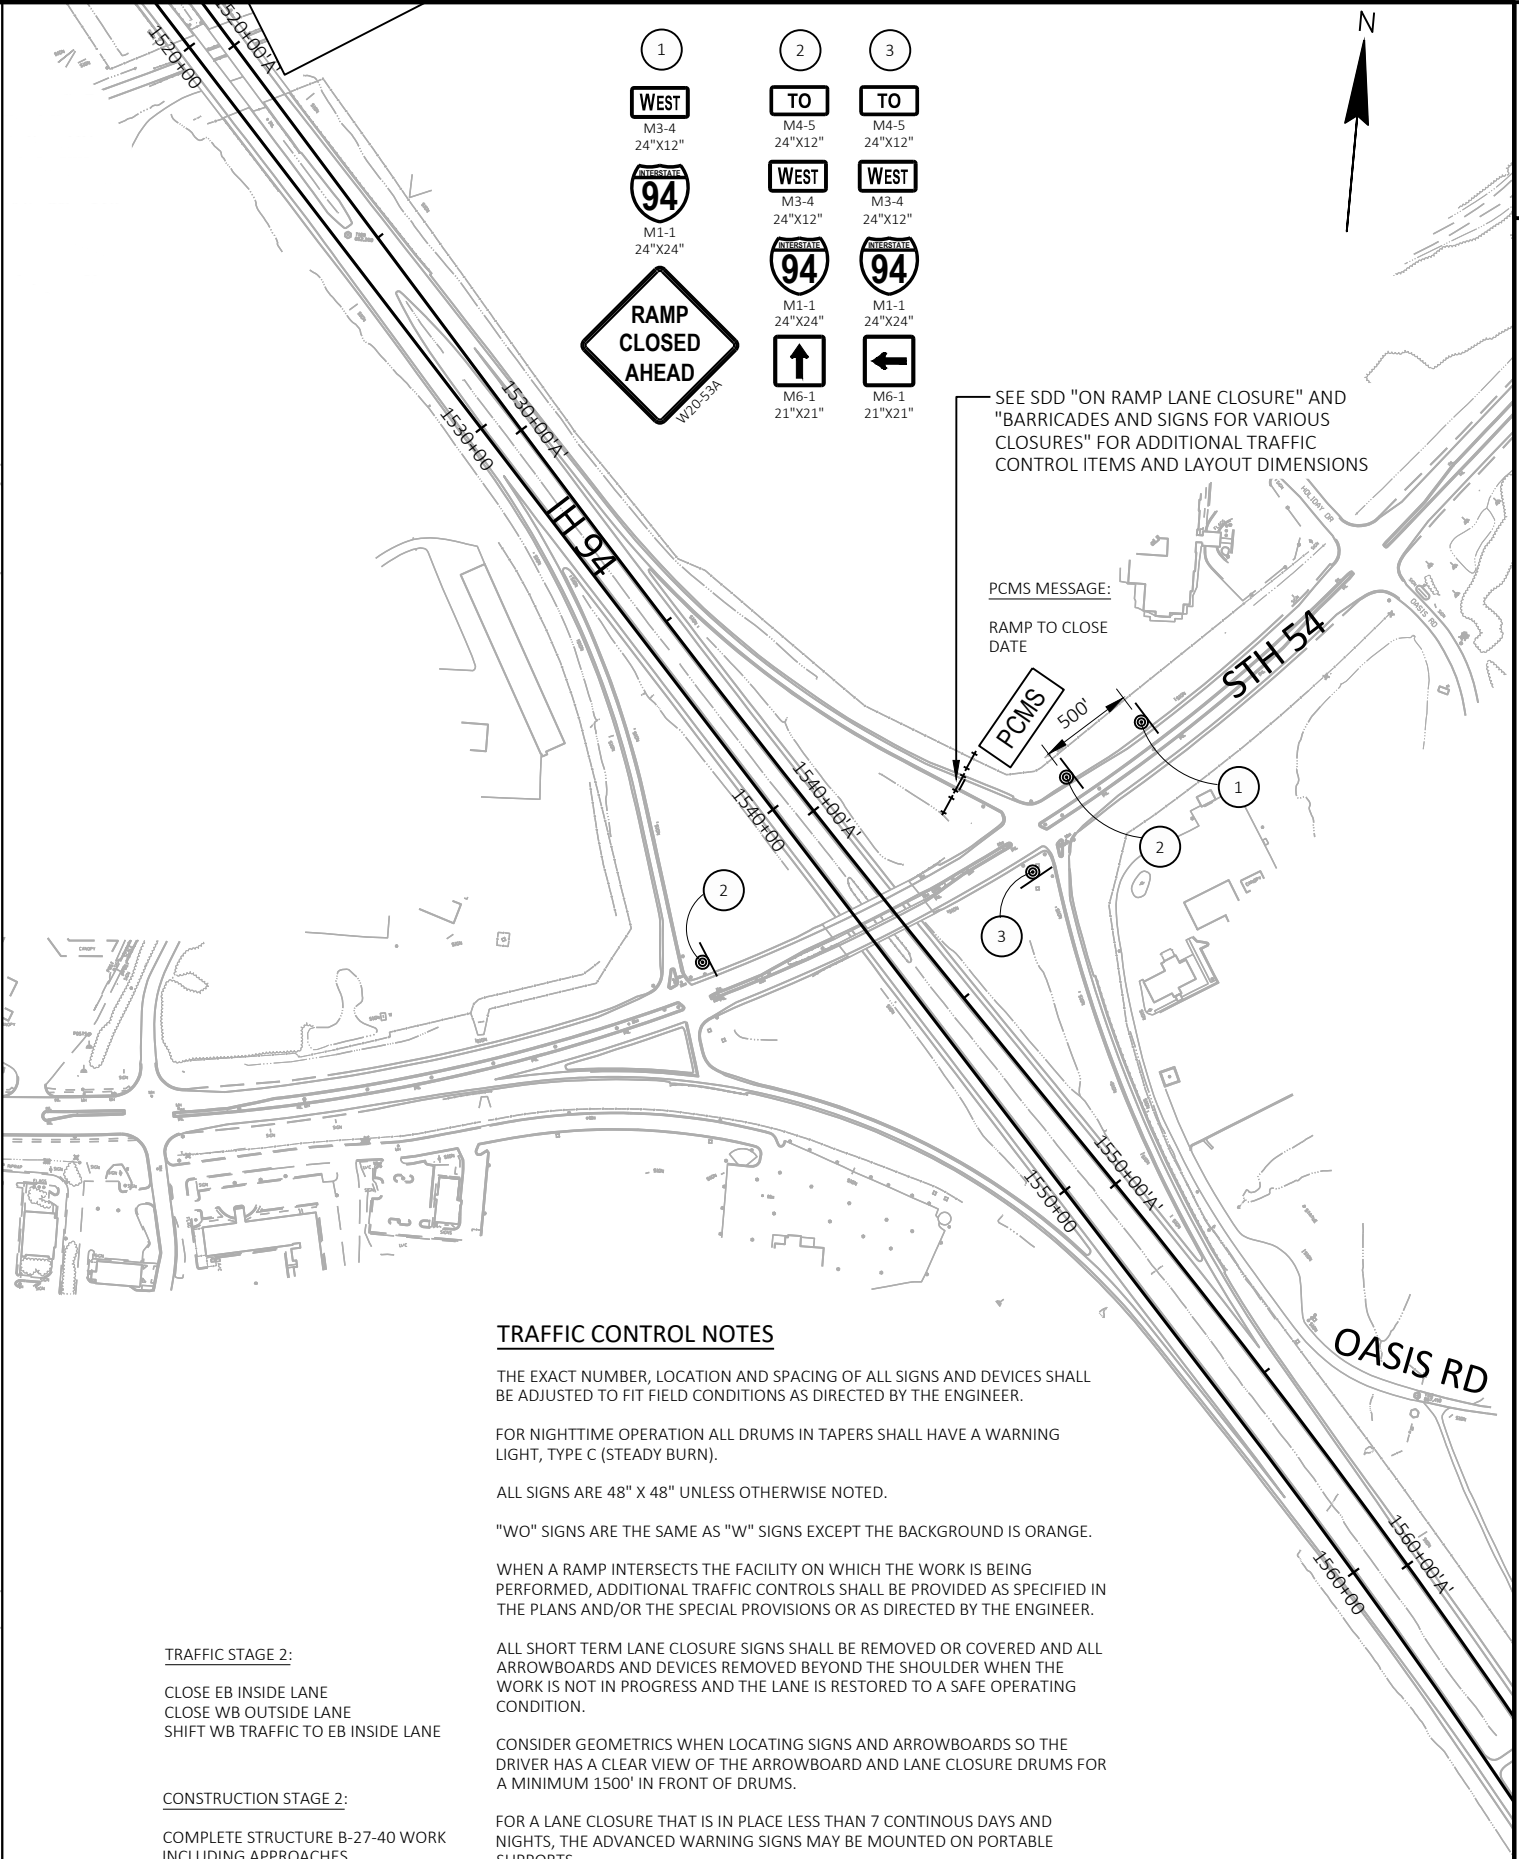 1520+00
1520+00'A'
1
2
3
WEST
M3-4
24"X12"
INTERSTATE
94
M1-1
24"X24"
RAMP
CLOSED
AHEAD
W20-53A
TO
M4-5
24"X12"
WEST
M3-4
24"X12"
INTERSTATE
94
M1-1
24"X24"
M6-1
21"X21"
TO
M4-5
24"X12"
WEST
M3-4
24"X12"
INTERSTATE
94
M1-1
24"X24"
M6-1
21"X21"
N
SEE SDD "ON RAMP LANE CLOSURE" AND
"BARRICADES AND SIGNS FOR VARIOUS
CLOSURES" FOR ADDITIONAL TRAFFIC
CONTROL ITEMS AND LAYOUT DIMENSIONS
1530+00
1530+00'A'
IH 94
HOLIDAY DR
OASIS RD
PCMS MESSAGE:
RAMP TO CLOSE
DATE
STH 54
PCMS
500'
1
2
3
2
1540+00
1540+00'A'
1550+00
1550+00'A'
OASIS RD
1560+00
1560+00'A'
TRAFFIC CONTROL NOTES
THE EXACT NUMBER, LOCATION AND SPACING OF ALL SIGNS AND DEVICES SHALL
BE ADJUSTED TO FIT FIELD CONDITIONS AS DIRECTED BY THE ENGINEER.
FOR NIGHTTIME OPERATION ALL DRUMS IN TAPERS SHALL HAVE A WARNING
LIGHT, TYPE C (STEADY BURN).
ALL SIGNS ARE 48" X 48" UNLESS OTHERWISE NOTED.
"WO" SIGNS ARE THE SAME AS "W" SIGNS EXCEPT THE BACKGROUND IS ORANGE.
WHEN A RAMP INTERSECTS THE FACILITY ON WHICH THE WORK IS BEING
PERFORMED, ADDITIONAL TRAFFIC CONTROLS SHALL BE PROVIDED AS SPECIFIED IN
THE PLANS AND/OR THE SPECIAL PROVISIONS OR AS DIRECTED BY THE ENGINEER.
ALL SHORT TERM LANE CLOSURE SIGNS SHALL BE REMOVED OR COVERED AND ALL
ARROWBOARDS AND DEVICES REMOVED BEYOND THE SHOULDER WHEN THE
WORK IS NOT IN PROGRESS AND THE LANE IS RESTORED TO A SAFE OPERATING
CONDITION.
CONSIDER GEOMETRICS WHEN LOCATING SIGNS AND ARROWBOARDS SO THE
DRIVER HAS A CLEAR VIEW OF THE ARROWBOARD AND LANE CLOSURE DRUMS FOR
A MINIMUM 1500' IN FRONT OF DRUMS.
FOR A LANE CLOSURE THAT IS IN PLACE LESS THAN 7 CONTINOUS DAYS AND
NIGHTS, THE ADVANCED WARNING SIGNS MAY BE MOUNTED ON PORTABLE
SUPPORTS.
TRAFFIC STAGE 2:
CLOSE EB INSIDE LANE
CLOSE WB OUTSIDE LANE
SHIFT WB TRAFFIC TO EB INSIDE LANE
CONSTRUCTION STAGE 2:
COMPLETE STRUCTURE B-27-40 WORK
INCLUDING APPROACHES